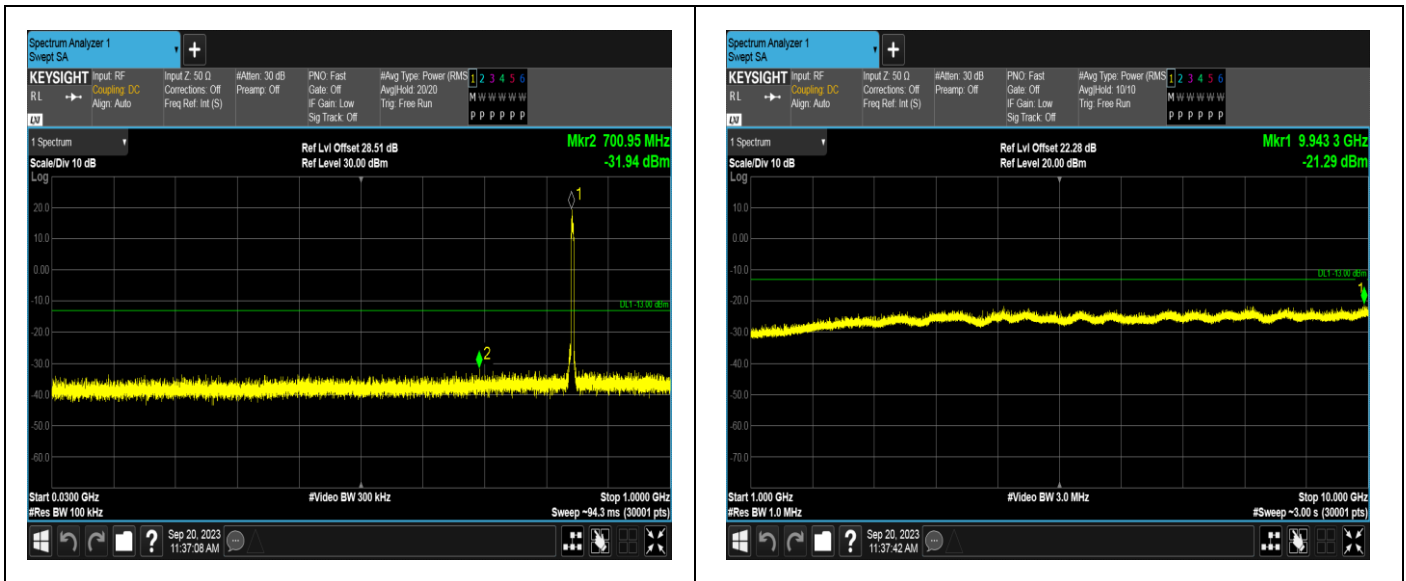 Spectrum Analyzer 1
Swept SA
+
KEYSIGHT Input: RF Input Z: 50 Ω #Atten: 30 dB PNO: Fast #Avg Type: Power (RMS 1 2 3 4 5 6
RL Coupling: DC Corrections: Off Preamp: Off Gate: Off Avg|Hold: 20/20 M W W W W W
Align: Auto Freq Ref: Int (S) IF Gain: Low Trig: Free Run
LXI Sig Track: Off P P P P P P
1 Spectrum Ref Lvl Offset 28.51 dB Mkr2 700.95 MHz
Scale/Div 10 dB Ref Level 30.00 dBm -31.94 dBm
Log
1
20.0
10.0
0.00
-10.0
DL1 -13.00 dBm
-20.0
2
-30.0
-40.0
-50.0
-60.0
Start 0.0300 GHz #Video BW 300 kHz Stop 1.0000 GHz
#Res BW 100 kHz Sweep ~94.3 ms (30001 pts)
? Sep 20, 2023
11:37:08 AM
Spectrum Analyzer 1
Swept SA
+
KEYSIGHT Input: RF Input Z: 50 Ω #Atten: 30 dB PNO: Fast #Avg Type: Power (RMS 1 2 3 4 5 6
RL Coupling: DC Corrections: Off Preamp: Off Gate: Off Avg|Hold: 10/10 M W W W W W
Align: Auto Freq Ref: Int (S) IF Gain: Low Trig: Free Run
LXI Sig Track: Off P P P P P P
1 Spectrum Ref Lvl Offset 22.28 dB Mkr1 9.943 3 GHz
Scale/Div 10 dB Ref Level 20.00 dBm -21.29 dBm
Log
10.0
0.00
-10.0
DL1 -13.00 dBm
1
-20.0
-30.0
-40.0
-50.0
-60.0
-70.0
Start 1.000 GHz #Video BW 3.0 MHz Stop 10.000 GHz
#Res BW 1.0 MHz #Sweep ~3.00 s (30001 pts)
? Sep 20, 2023
11:37:42 AM